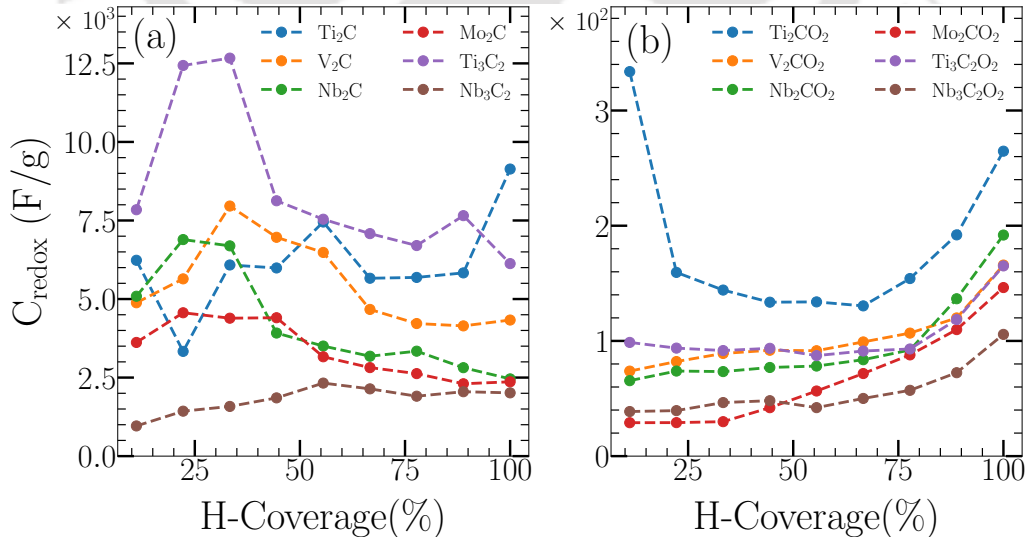 × 10³
(a)
Ti₂C
V₂C
Nb₂C
Mo₂C
Ti₃C₂
Nb₃C₂
12.5
10.0
7.5
5.0
2.5
0.0
25
50
75
100
C_redox (F/g)
H-Coverage(%)
× 10²
(b)
Ti₂CO₂
V₂CO₂
Nb₂CO₂
Mo₂CO₂
Ti₃C₂O₂
Nb₃C₂O₂
3
2
1
0
25
50
75
100
H-Coverage(%)